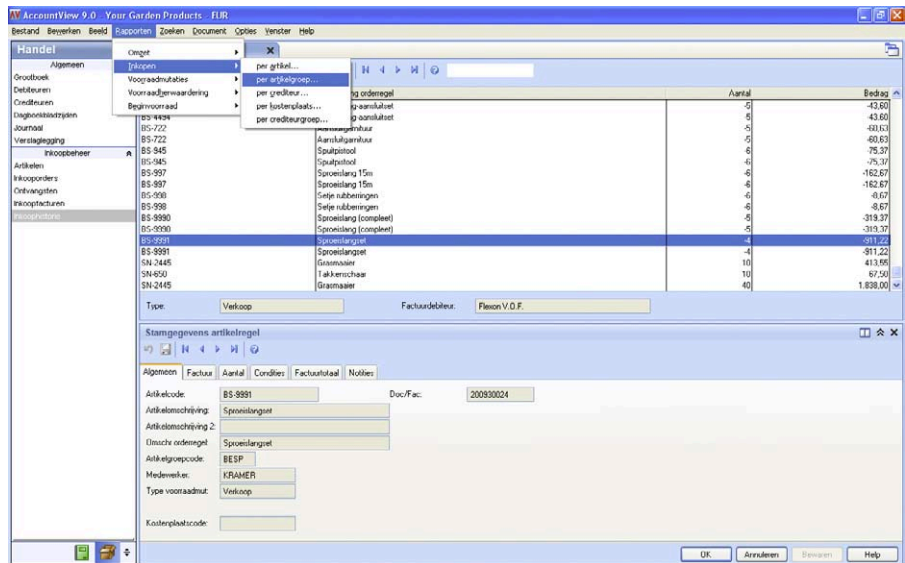 AccountView 9.0 - Your Garden Products - EUR
Bestand Bewerken Beeld Rapporten Zoeken Document Opties Venster Help
Handel
Algemeen
Grootboek
Debiteuren
Crediteuren
Dagboekbladzijden
Journaal
Verslaglegging
Inkoopbeheer
Artikelen
Inkooporders
Ontvangsten
Inkoopfacturen
Inkoophistorie
Omzet
Inkopen
Voorraadmutaties
Voorraadherwaardering
Beginvoorraad
per artikel...
per artikelgroep...
per crediteur...
per kostenplaats...
per crediteurgroep...
orderregel Aantal Bedrag
-aansluitset -5 -43,60
BS-4494 -aansluitset 5 43,60
BS-722 Aansluitgarnituur -5 -60,63
BS-722 Aansluitgarnituur -5 -60,63
BS-945 Spuitpistool -6 -75,37
BS-945 Spuitpistool -6 -75,37
BS-997 Sproeislang 15m -6 -162,67
BS-997 Sproeislang 15m -6 -162,67
BS-998 Setje rubberringen -6 -8,67
BS-998 Setje rubberringen -6 -8,67
BS-9990 Sproeislang (compleet) -5 -319,37
BS-9990 Sproeislang (compleet) -5 -319,37
BS-9991 Sproeislangset -4 -911,22
BS-9991 Sproeislangset -4 -911,22
SN-2445 Grasmaaier 10 413,55
SN-650 Takkenschaar 10 67,50
SN-2445 Grasmaaier 40 1.838,00
Type: Verkoop Factuurdebiteur: Flexon V.O.F.
Stamgegevens artikelregel
Algemeen Factuur Aantal Condities Factuurtotaal Notities
Artikelcode: BS-9991 Doc/Fac: 200930024
Artikelomschrijving: Sproeislangset
Artikelomschrijving 2:
Omschr orderregel: Sproeislangset
Artikelgroepcode: BESP
Medewerker: KRAMER
Type voorraadmut: Verkoop
Kostenplaatscode:
OK Annuleren Bewaren Help